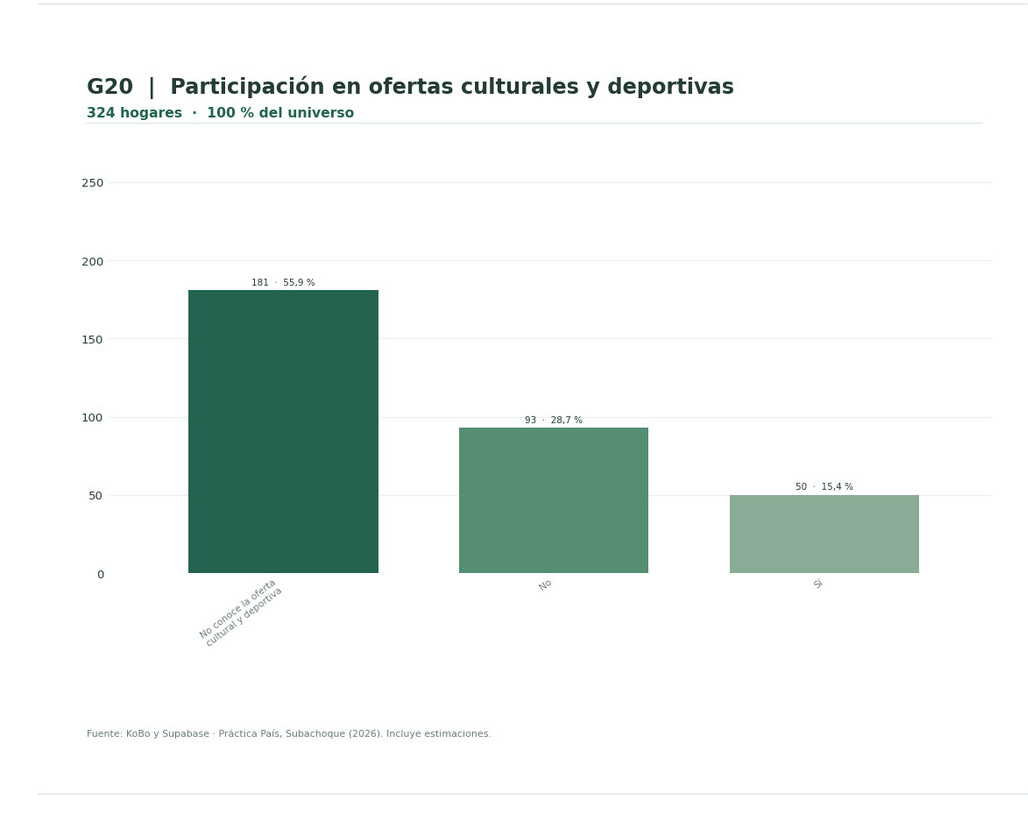 G20 | Participación en ofertas culturales y deportivas
324 hogares · 100 % del universo
250
200
150
100
50
0
181 · 55,9 %
93 · 28,7 %
50 · 15,4 %
No conoce la oferta
cultural y deportiva
No
Si
Fuente: KoBo y Supabase · Práctica País, Subachoque (2026). Incluye estimaciones.